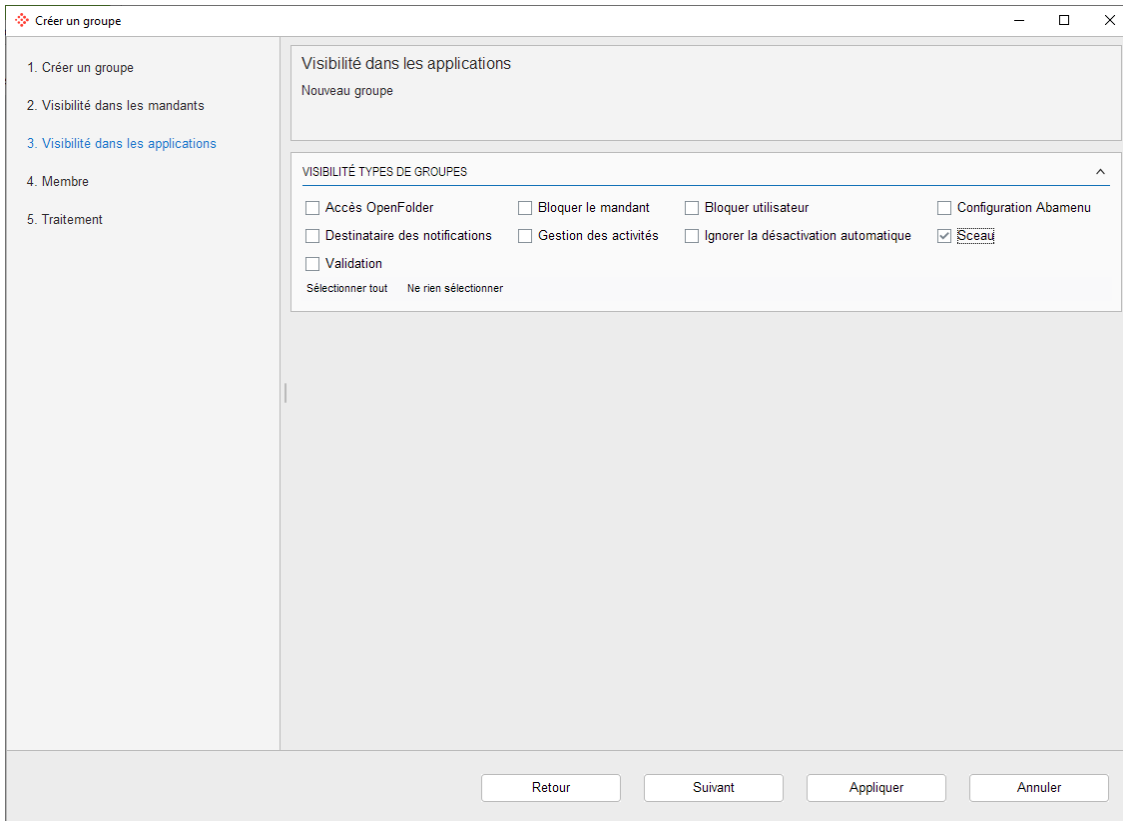 Créer un groupe
1. Créer un groupe
2. Visibilité dans les mandants
3. Visibilité dans les applications
4. Membre
5. Traitement
Visibilité dans les applications
Nouveau groupe
VISIBILITÉ TYPES DE GROUPES
Accès OpenFolder Bloquer le mandant Bloquer utilisateur Configuration Abamenu
Destinataire des notifications Gestion des activités Ignorer la désactivation automatique Sceau
Validation
Sélectionner tout Ne rien sélectionner
Retour Suivant Appliquer Annuler